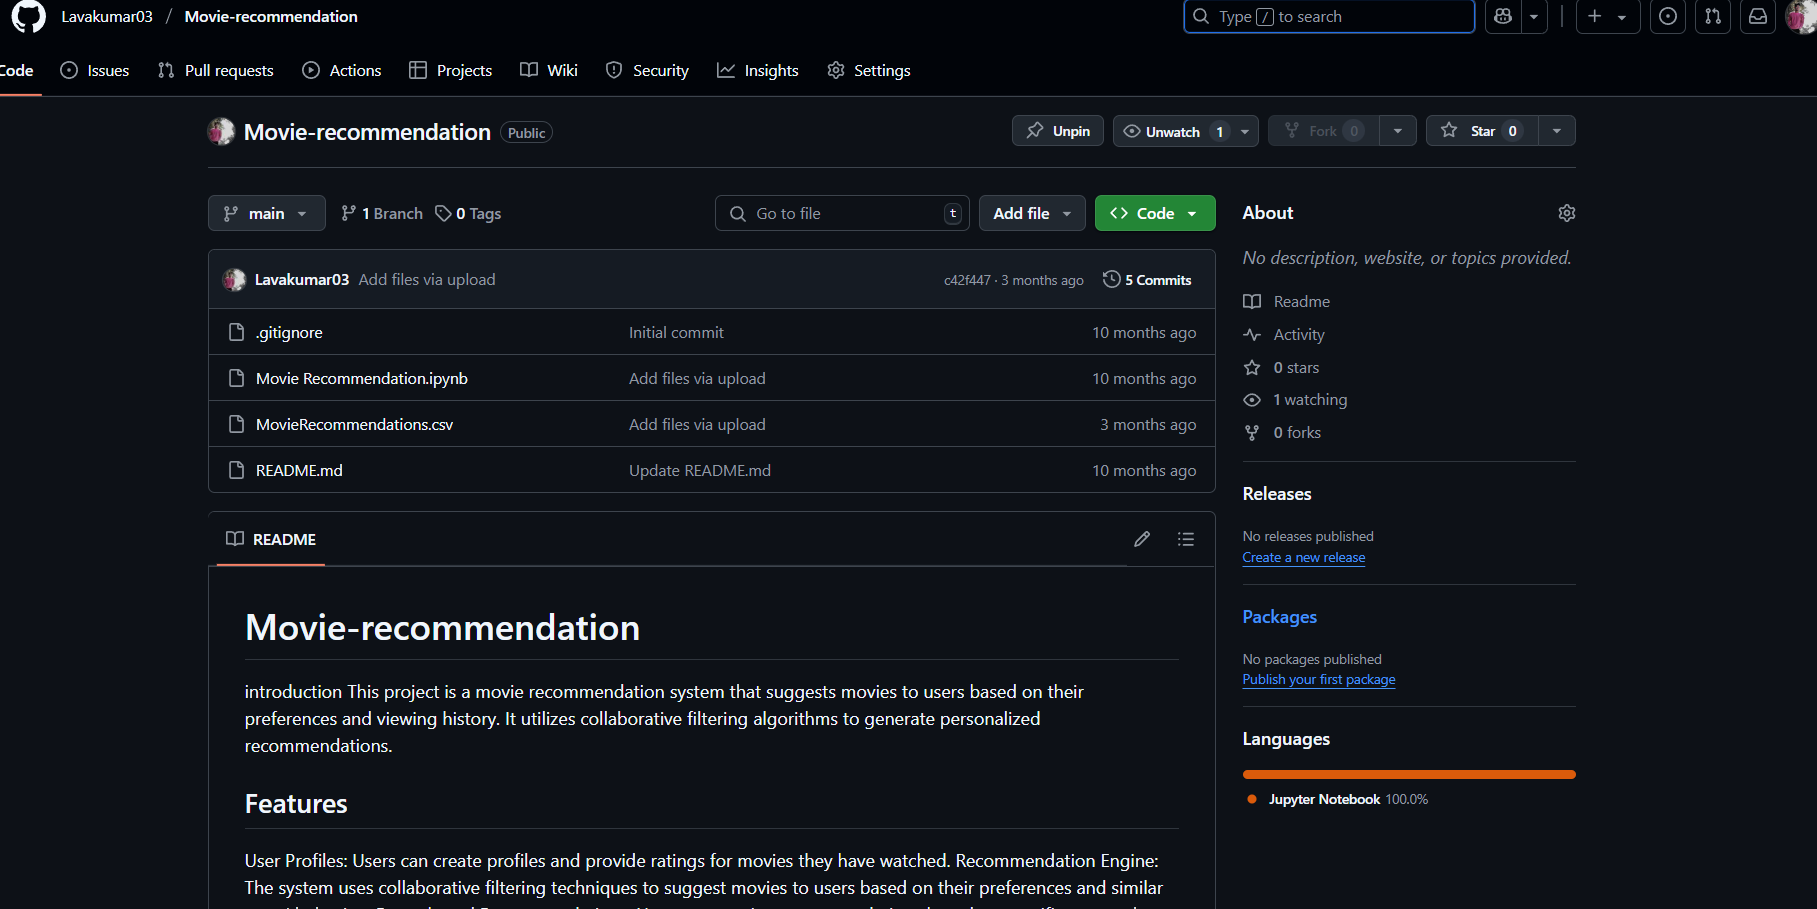 Lavakumar03 / Movie-recommendation
Type / to search
Code Issues Pull requests Actions Projects Wiki Security Insights Settings
Movie-recommendation Public
Unpin Unwatch 1 Fork 0 Star 0
main 1 Branch 0 Tags Go to file t Add file Code
Lavakumar03 Add files via upload c42f447 · 3 months ago 5 Commits
.gitignore Initial commit 10 months ago
Movie Recommendation.ipynb Add files via upload 10 months ago
MovieRecommendations.csv Add files via upload 3 months ago
README.md Update README.md 10 months ago
README
Movie-recommendation
introduction This project is a movie recommendation system that suggests movies to users based on their
preferences and viewing history. It utilizes collaborative filtering algorithms to generate personalized
recommendations.
Features
User Profiles: Users can create profiles and provide ratings for movies they have watched. Recommendation Engine:
The system uses collaborative filtering techniques to suggest movies to users based on their preferences and similar
About
No description, website, or topics provided.
Readme
Activity
0 stars
1 watching
0 forks
Releases
No releases published
Create a new release
Packages
No packages published
Publish your first package
Languages
Jupyter Notebook 100.0%